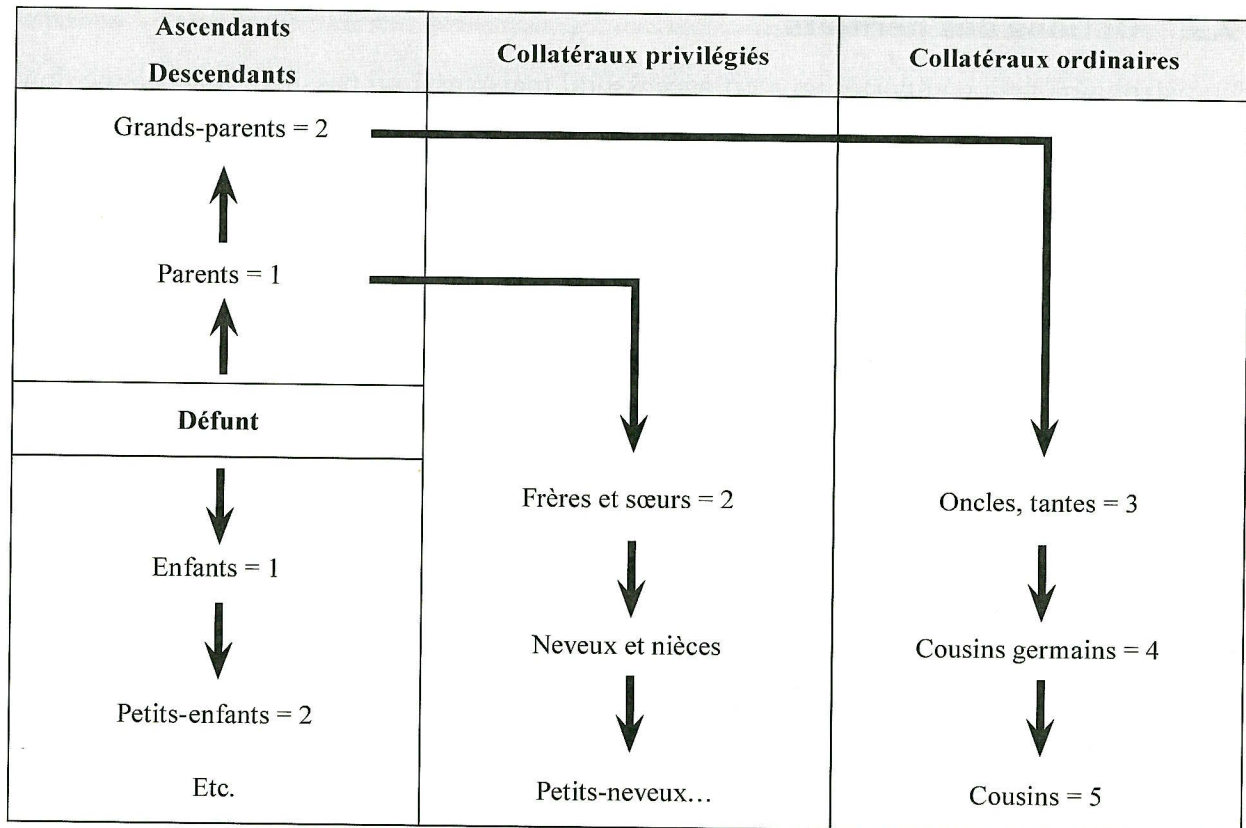 Ascendants
Descendants
Collatéraux privilégiés
Collatéraux ordinaires
Grands-parents = 2
Parents = 1
Défunt
Enfants = 1
Petits-enfants = 2
Etc.
Frères et sœurs = 2
Neveux et nièces
Petits-neveux…
Oncles, tantes = 3
Cousins germains = 4
Cousins = 5